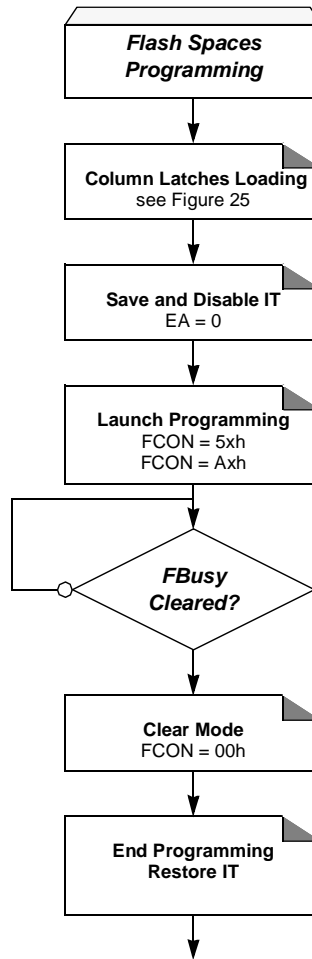 Flash Spaces
Programming
Column Latches Loading
see Figure 25
Save and Disable IT
EA = 0
Launch Programming
FCON = 5xh
FCON = Axh
FBusy
Cleared?
Clear Mode
FCON = 00h
End Programming
Restore IT